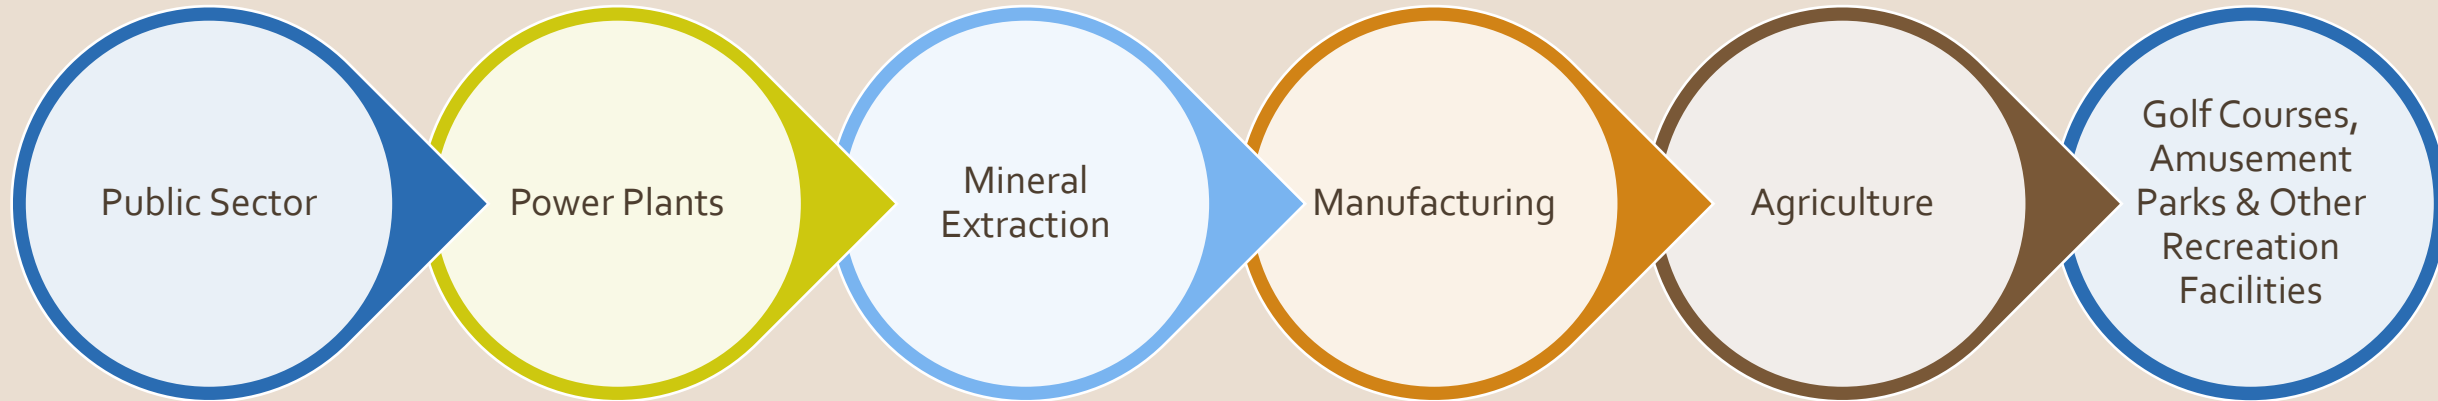 Public Sector
Power Plants
Mineral
Extraction
Manufacturing
Agriculture
Golf Courses,
Amusement
Parks & Other
Recreation
Facilities